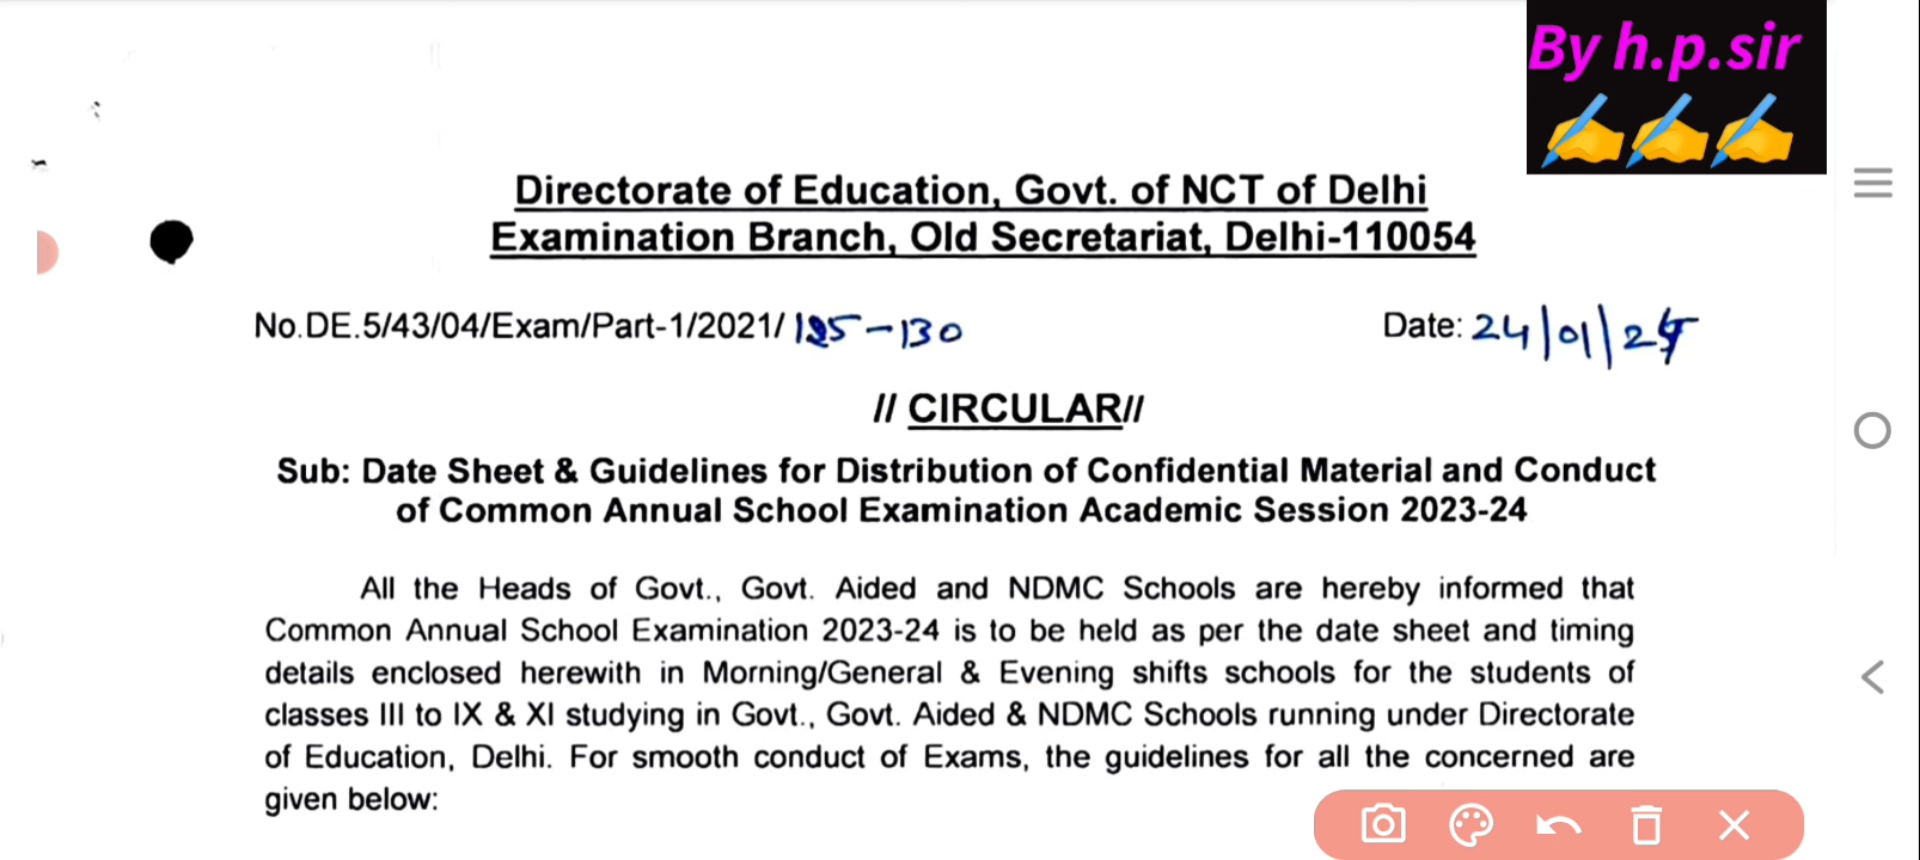 By h.p.sir
✍✍✍
Directorate of Education, Govt. of NCT of Delhi
Examination Branch, Old Secretariat, Delhi-110054
No.DE.5/43/04/Exam/Part-1/2021/ 125-130
Date: 24/01/24
// CIRCULAR//
Sub: Date Sheet & Guidelines for Distribution of Confidential Material and Conduct
of Common Annual School Examination Academic Session 2023-24
All the Heads of Govt., Govt. Aided and NDMC Schools are hereby informed that
Common Annual School Examination 2023-24 is to be held as per the date sheet and timing
details enclosed herewith in Morning/General & Evening shifts schools for the students of
classes III to IX & XI studying in Govt., Govt. Aided & NDMC Schools running under Directorate
of Education, Delhi. For smooth conduct of Exams, the guidelines for all the concerned are
given below: